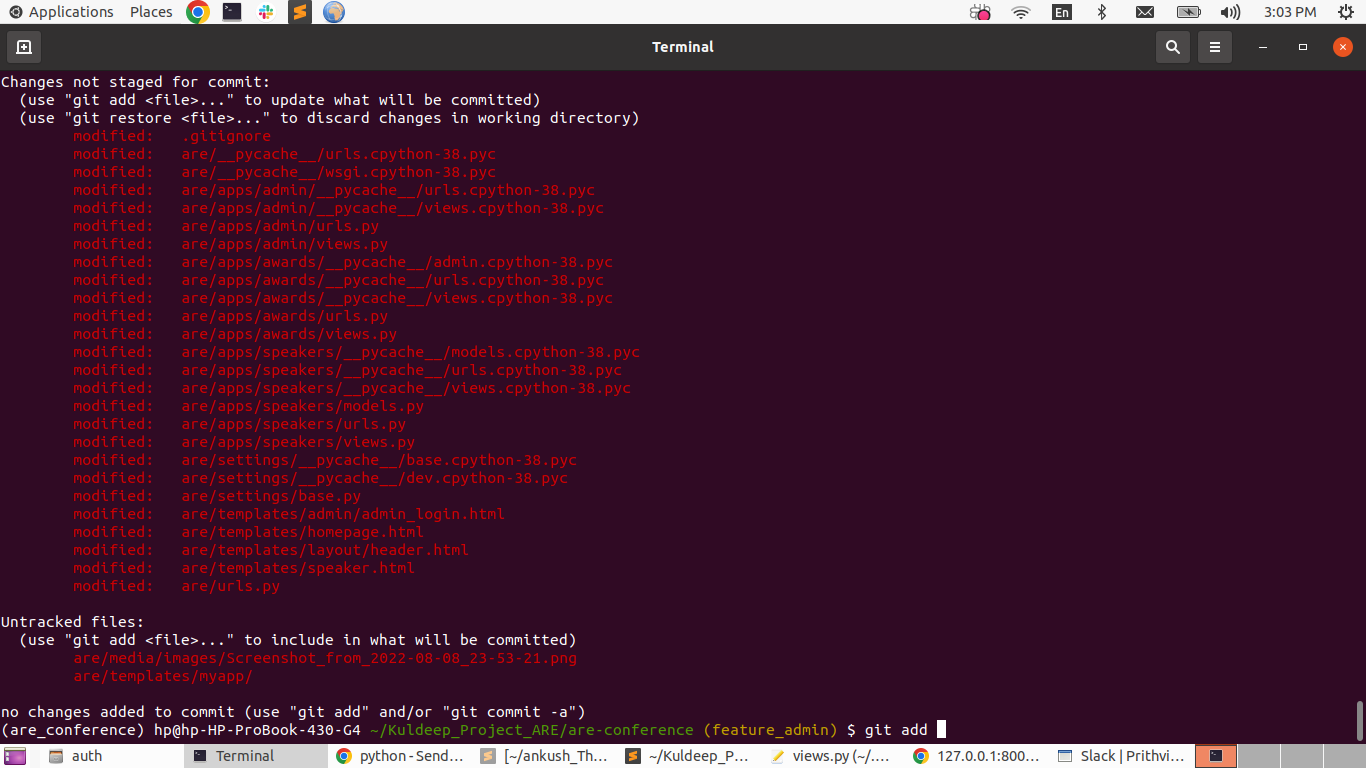 Applications Places En 3:03 PM
Terminal
Changes not staged for commit:
  (use "git add <file>..." to update what will be committed)
  (use "git restore <file>..." to discard changes in working directory)
        modified:   .gitignore
        modified:   are/__pycache__/urls.cpython-38.pyc
        modified:   are/__pycache__/wsgi.cpython-38.pyc
        modified:   are/apps/admin/__pycache__/urls.cpython-38.pyc
        modified:   are/apps/admin/__pycache__/views.cpython-38.pyc
        modified:   are/apps/admin/urls.py
        modified:   are/apps/admin/views.py
        modified:   are/apps/awards/__pycache__/admin.cpython-38.pyc
        modified:   are/apps/awards/__pycache__/urls.cpython-38.pyc
        modified:   are/apps/awards/__pycache__/views.cpython-38.pyc
        modified:   are/apps/awards/urls.py
        modified:   are/apps/awards/views.py
        modified:   are/apps/speakers/__pycache__/models.cpython-38.pyc
        modified:   are/apps/speakers/__pycache__/urls.cpython-38.pyc
        modified:   are/apps/speakers/__pycache__/views.cpython-38.pyc
        modified:   are/apps/speakers/models.py
        modified:   are/apps/speakers/urls.py
        modified:   are/apps/speakers/views.py
        modified:   are/settings/__pycache__/base.cpython-38.pyc
        modified:   are/settings/__pycache__/dev.cpython-38.pyc
        modified:   are/settings/base.py
        modified:   are/templates/admin/admin_login.html
        modified:   are/templates/homepage.html
        modified:   are/templates/layout/header.html
        modified:   are/templates/speaker.html
        modified:   are/urls.py
Untracked files:
  (use "git add <file>..." to include in what will be committed)
        are/media/images/Screenshot_from_2022-08-08_23-53-21.png
        are/templates/myapp/
no changes added to commit (use "git add" and/or "git commit -a")
(are_conference) hp@hp-HP-ProBook-430-G4 ~/Kuldeep_Project_ARE/are-conference (feature_admin) $ git add
auth Terminal python - Send... [~/ankush_Th... ~/Kuldeep_P... views.py (~/.... 127.0.0.1:800... Slack | Prithvi...